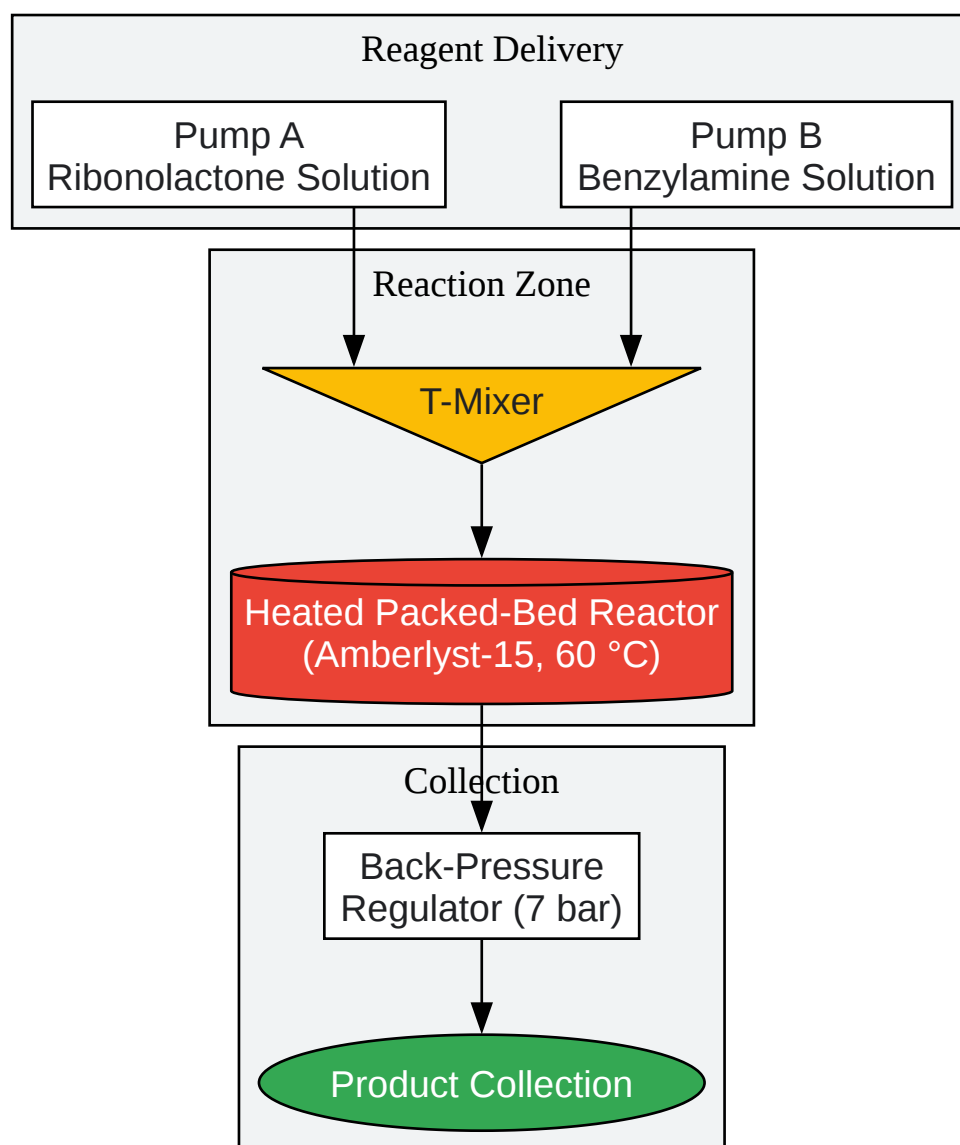 Reagent Delivery
Pump A
Ribonolactone Solution
Pump B
Benzylamine Solution
Reaction Zone
T-Mixer
Heated Packed-Bed Reactor
(Amberlyst-15, 60 °C)
Collection
Back-Pressure
Regulator (7 bar)
Product Collection